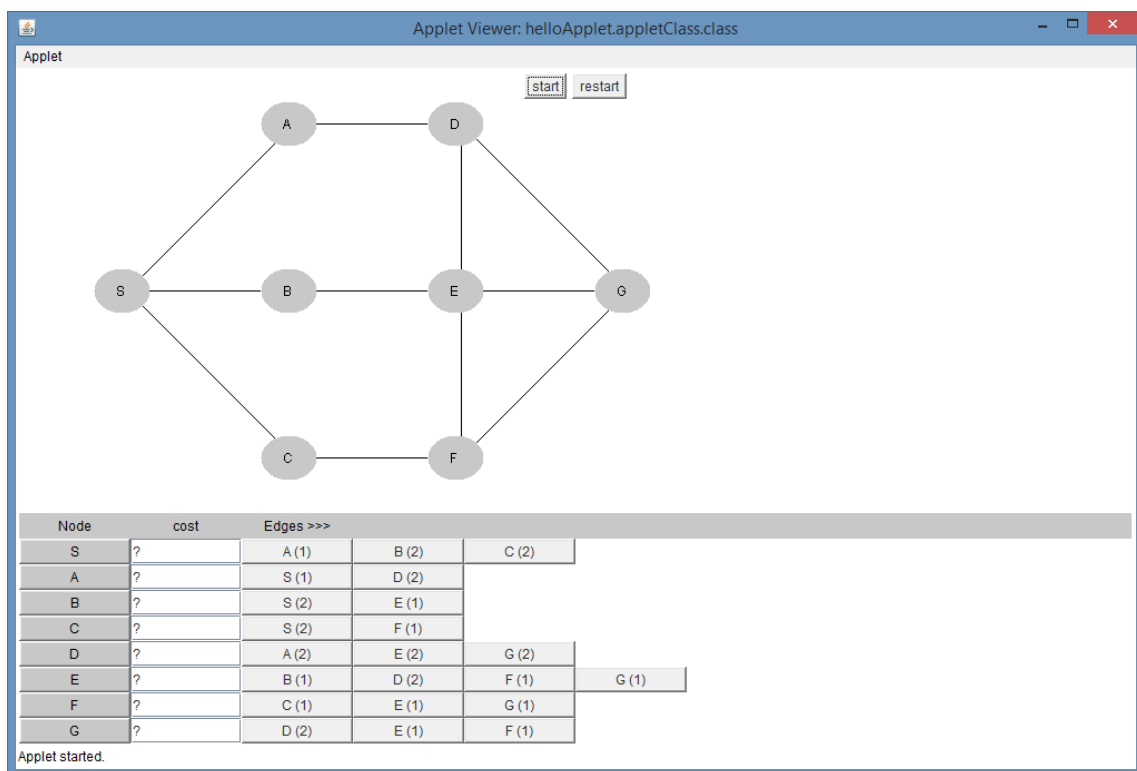 Applet Viewer: helloApplet.appletClass.class
Applet
start restart
A D
S B E G
C F
Node cost Edges >>>
S ? A (1) B (2) C (2)
A ? S (1) D (2)
B ? S (2) E (1)
C ? S (2) F (1)
D ? A (2) E (2) G (2)
E ? B (1) D (2) F (1) G (1)
F ? C (1) E (1) G (1)
G ? D (2) E (1) F (1)
Applet started.